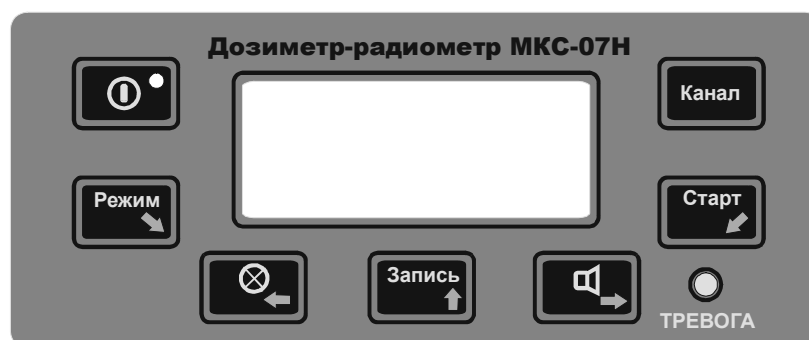 Дозиметр-радиометр МКС-07Н
Канал
Режим
Старт
Запись
ТРЕВОГА